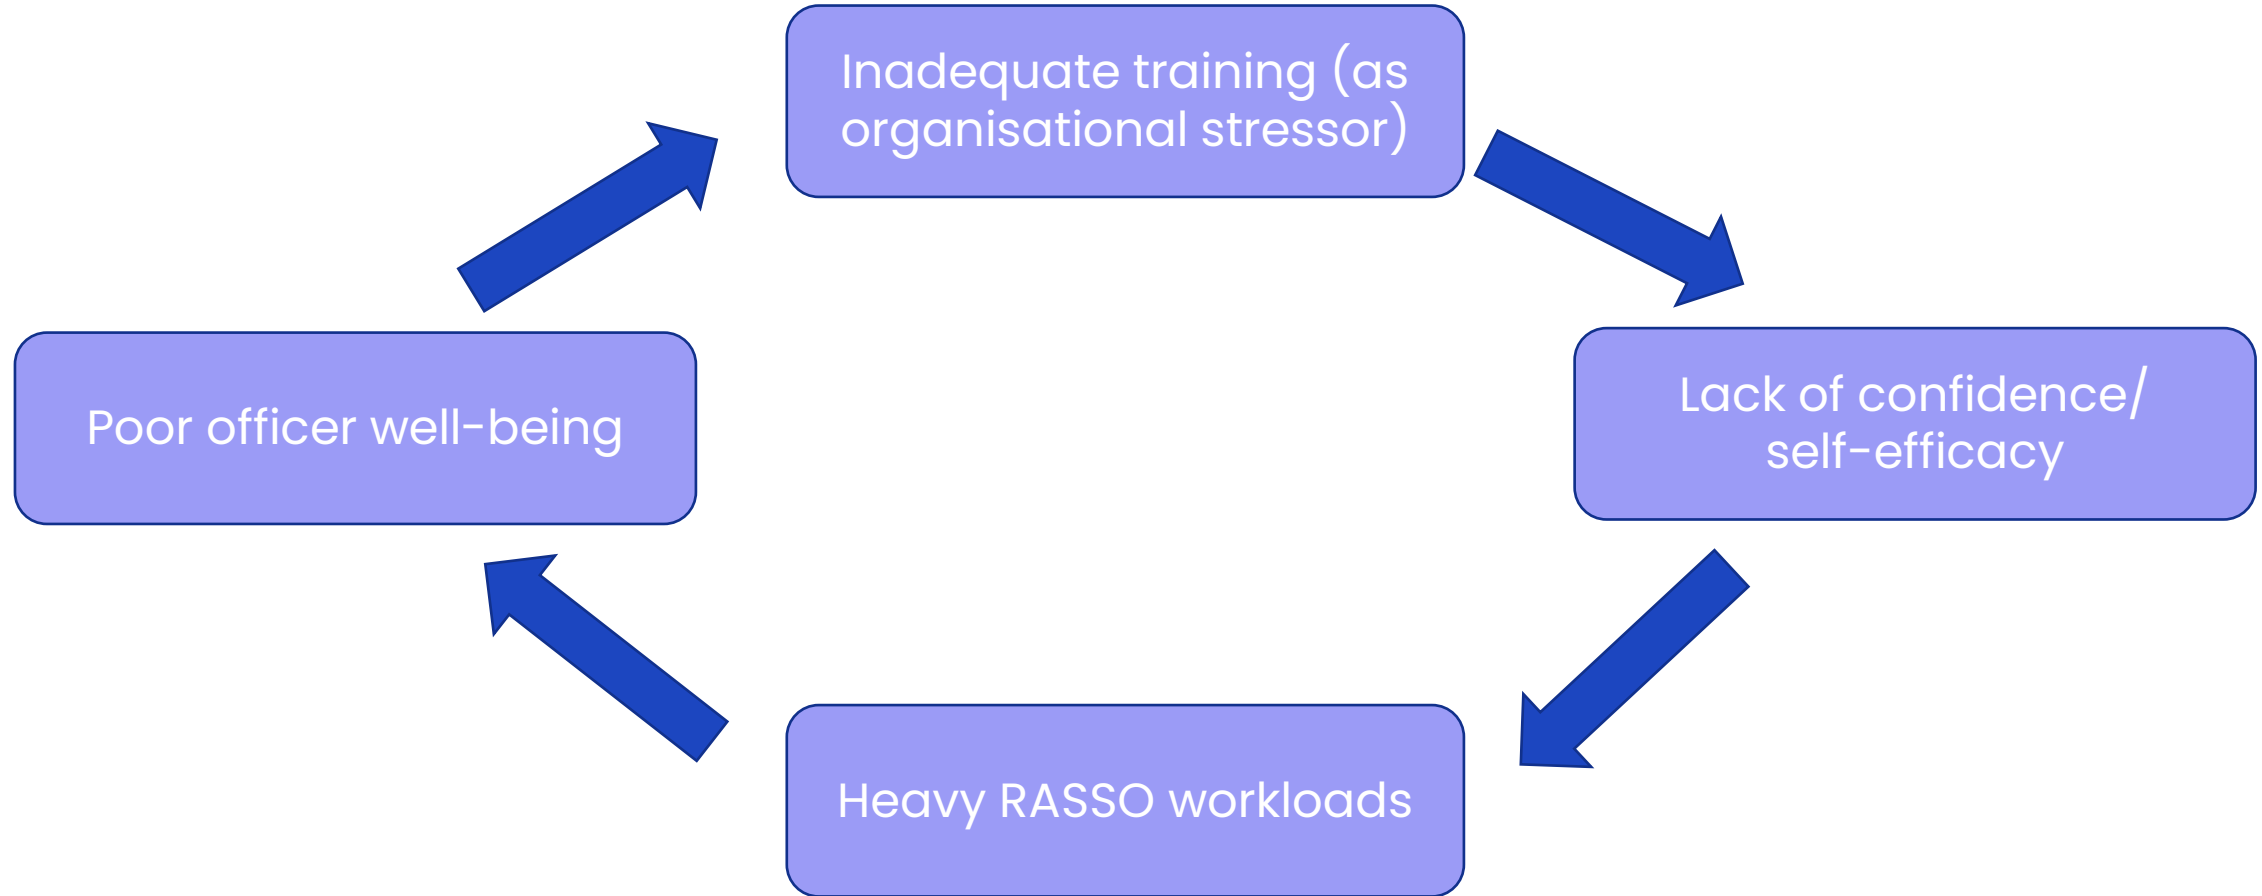 Inadequate training (as
organisational stressor)
Lack of confidence/
self-efficacy
Heavy RASSO workloads
Poor officer well-being